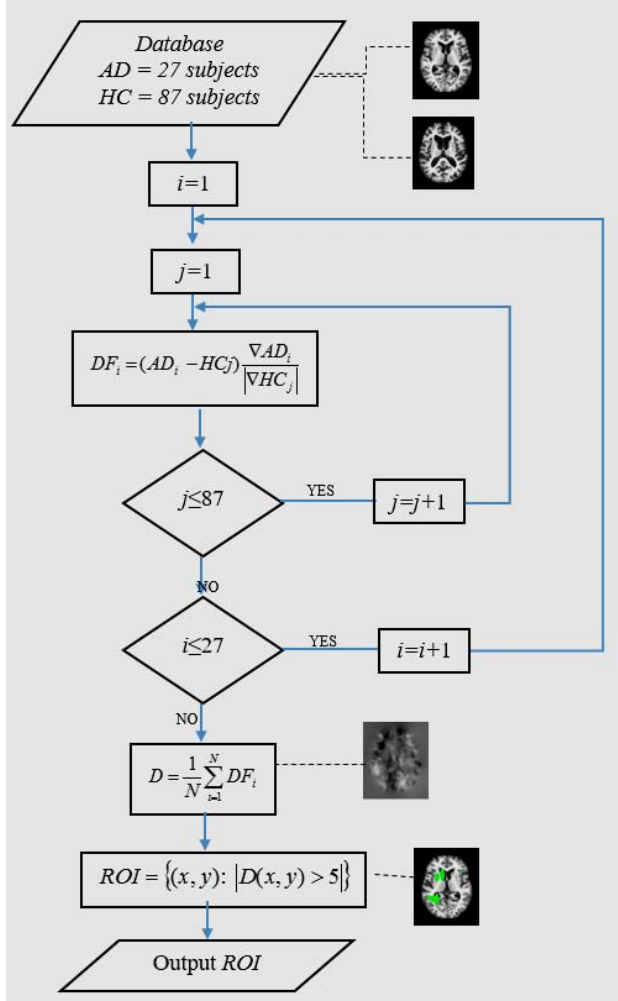 Database
AD = 27 subjects
HC = 87 subjects
i=1
j=1
DF_i = (AD_i − HCj) ∇AD_i / |∇HC_j|
j≤87
YES
j=j+1
NO
i≤27
YES
i=i+1
NO
D = 1/N ∑_{i=1}^{N} DF_i
ROI = {(x, y): |D(x, y) > 5|}
Output ROI